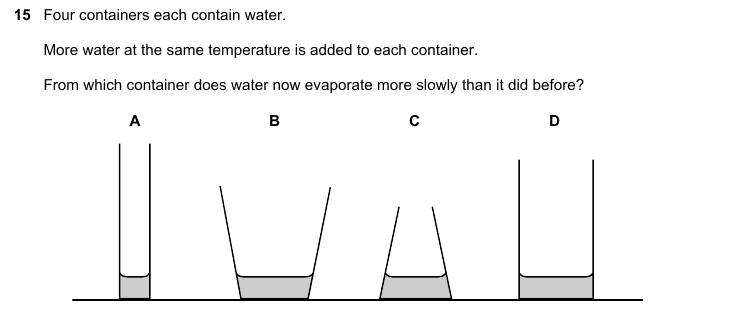 15 Four containers each contain water.
More water at the same temperature is added to each container.
From which container does water now evaporate more slowly than it did before?
A B C D